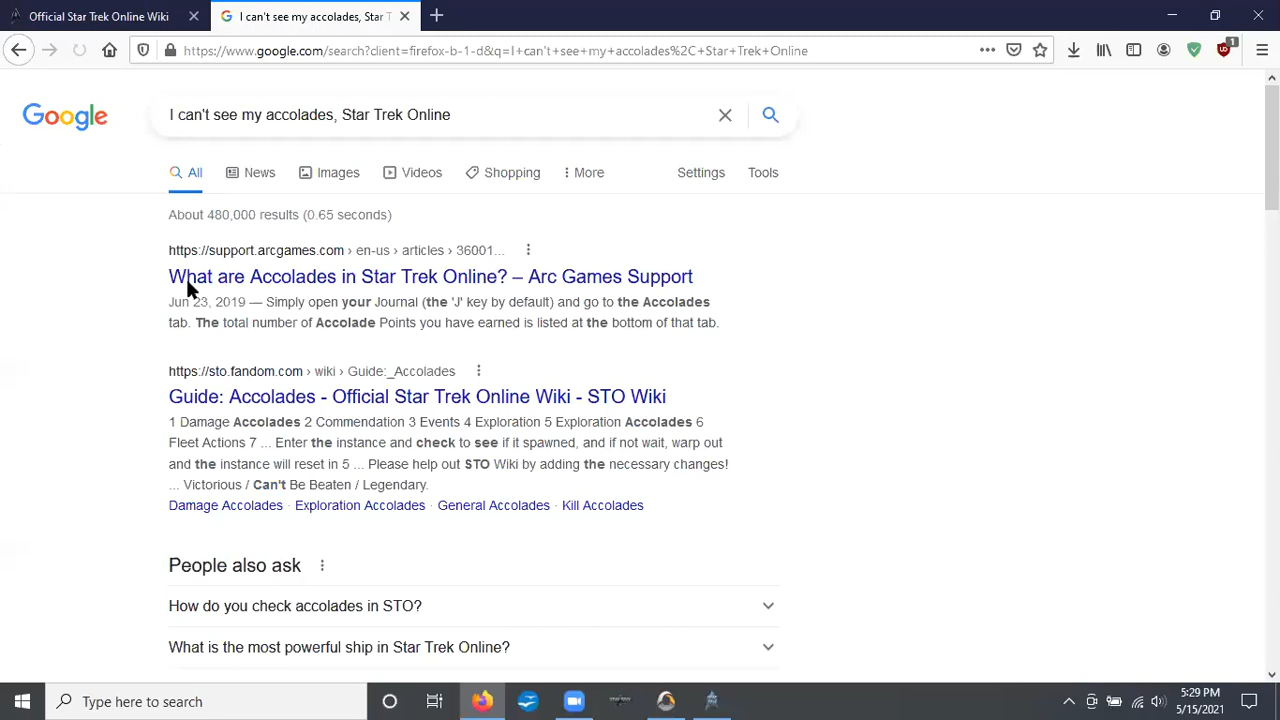 Official Star Trek Online Wiki
I can't see my accolades, Star T
https://www.google.com/search?client=firefox-b-1-d&q=I+can't+see+my+accolades%2C+Star+Trek+Online
1
Google
I can't see my accolades, Star Trek Online
All News Images Videos Shopping More Settings Tools
About 480,000 results (0.65 seconds)
https://support.arcgames.com › en-us › articles › 36001...
What are Accolades in Star Trek Online? – Arc Games Support
Jun 23, 2019 — Simply open your Journal (the 'J' key by default) and go to the Accolades
tab. The total number of Accolade Points you have earned is listed at the bottom of that tab.
https://sto.fandom.com › wiki › Guide:_Accolades
Guide: Accolades - Official Star Trek Online Wiki - STO Wiki
1 Damage Accolades 2 Commendation 3 Events 4 Exploration 5 Exploration Accolades 6
Fleet Actions 7 ... Enter the instance and check to see if it spawned, and if not wait, warp out
and the instance will reset in 5 ... Please help out STO Wiki by adding the necessary changes!
... Victorious / Can't Be Beaten / Legendary.
Damage Accolades · Exploration Accolades · General Accolades · Kill Accolades
People also ask
How do you check accolades in STO?
What is the most powerful ship in Star Trek Online?
Type here to search
5:29 PM
5/15/2021